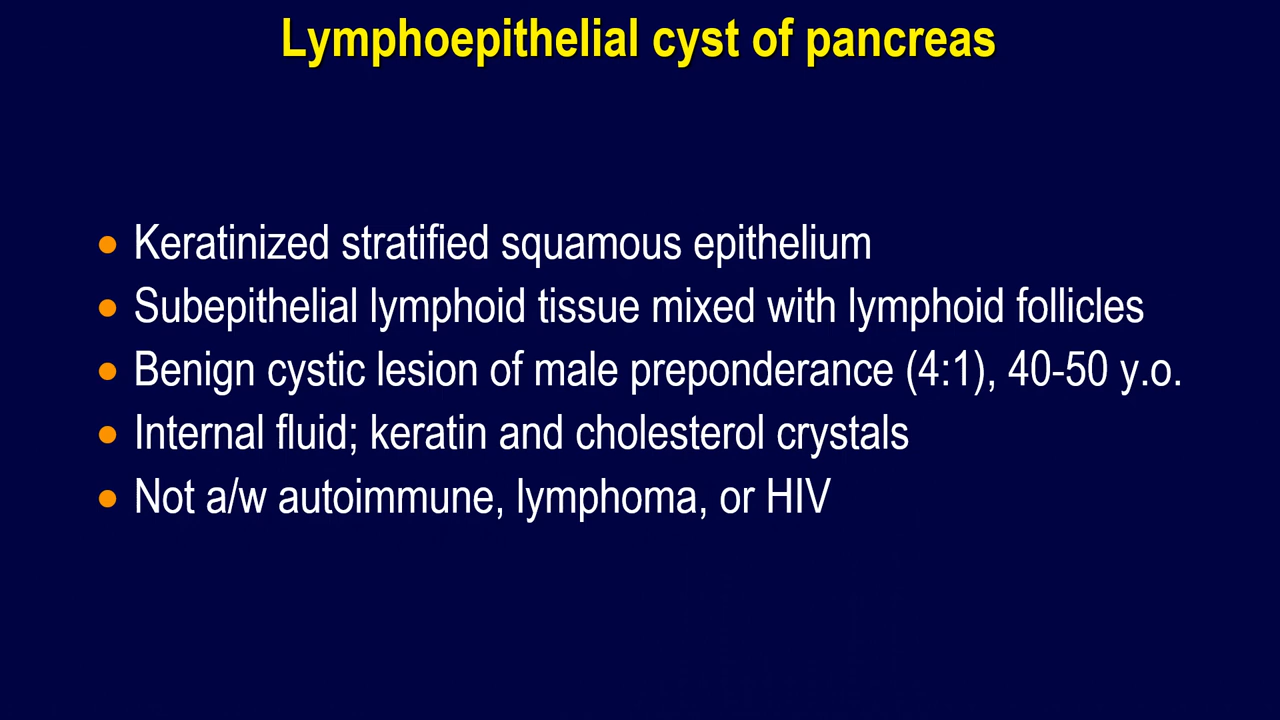 Lymphoepithelial cyst of pancreas
• Keratinized stratified squamous epithelium
• Subepithelial lymphoid tissue mixed with lymphoid follicles
• Benign cystic lesion of male preponderance (4:1), 40-50 y.o.
• Internal fluid; keratin and cholesterol crystals
• Not a/w autoimmune, lymphoma, or HIV